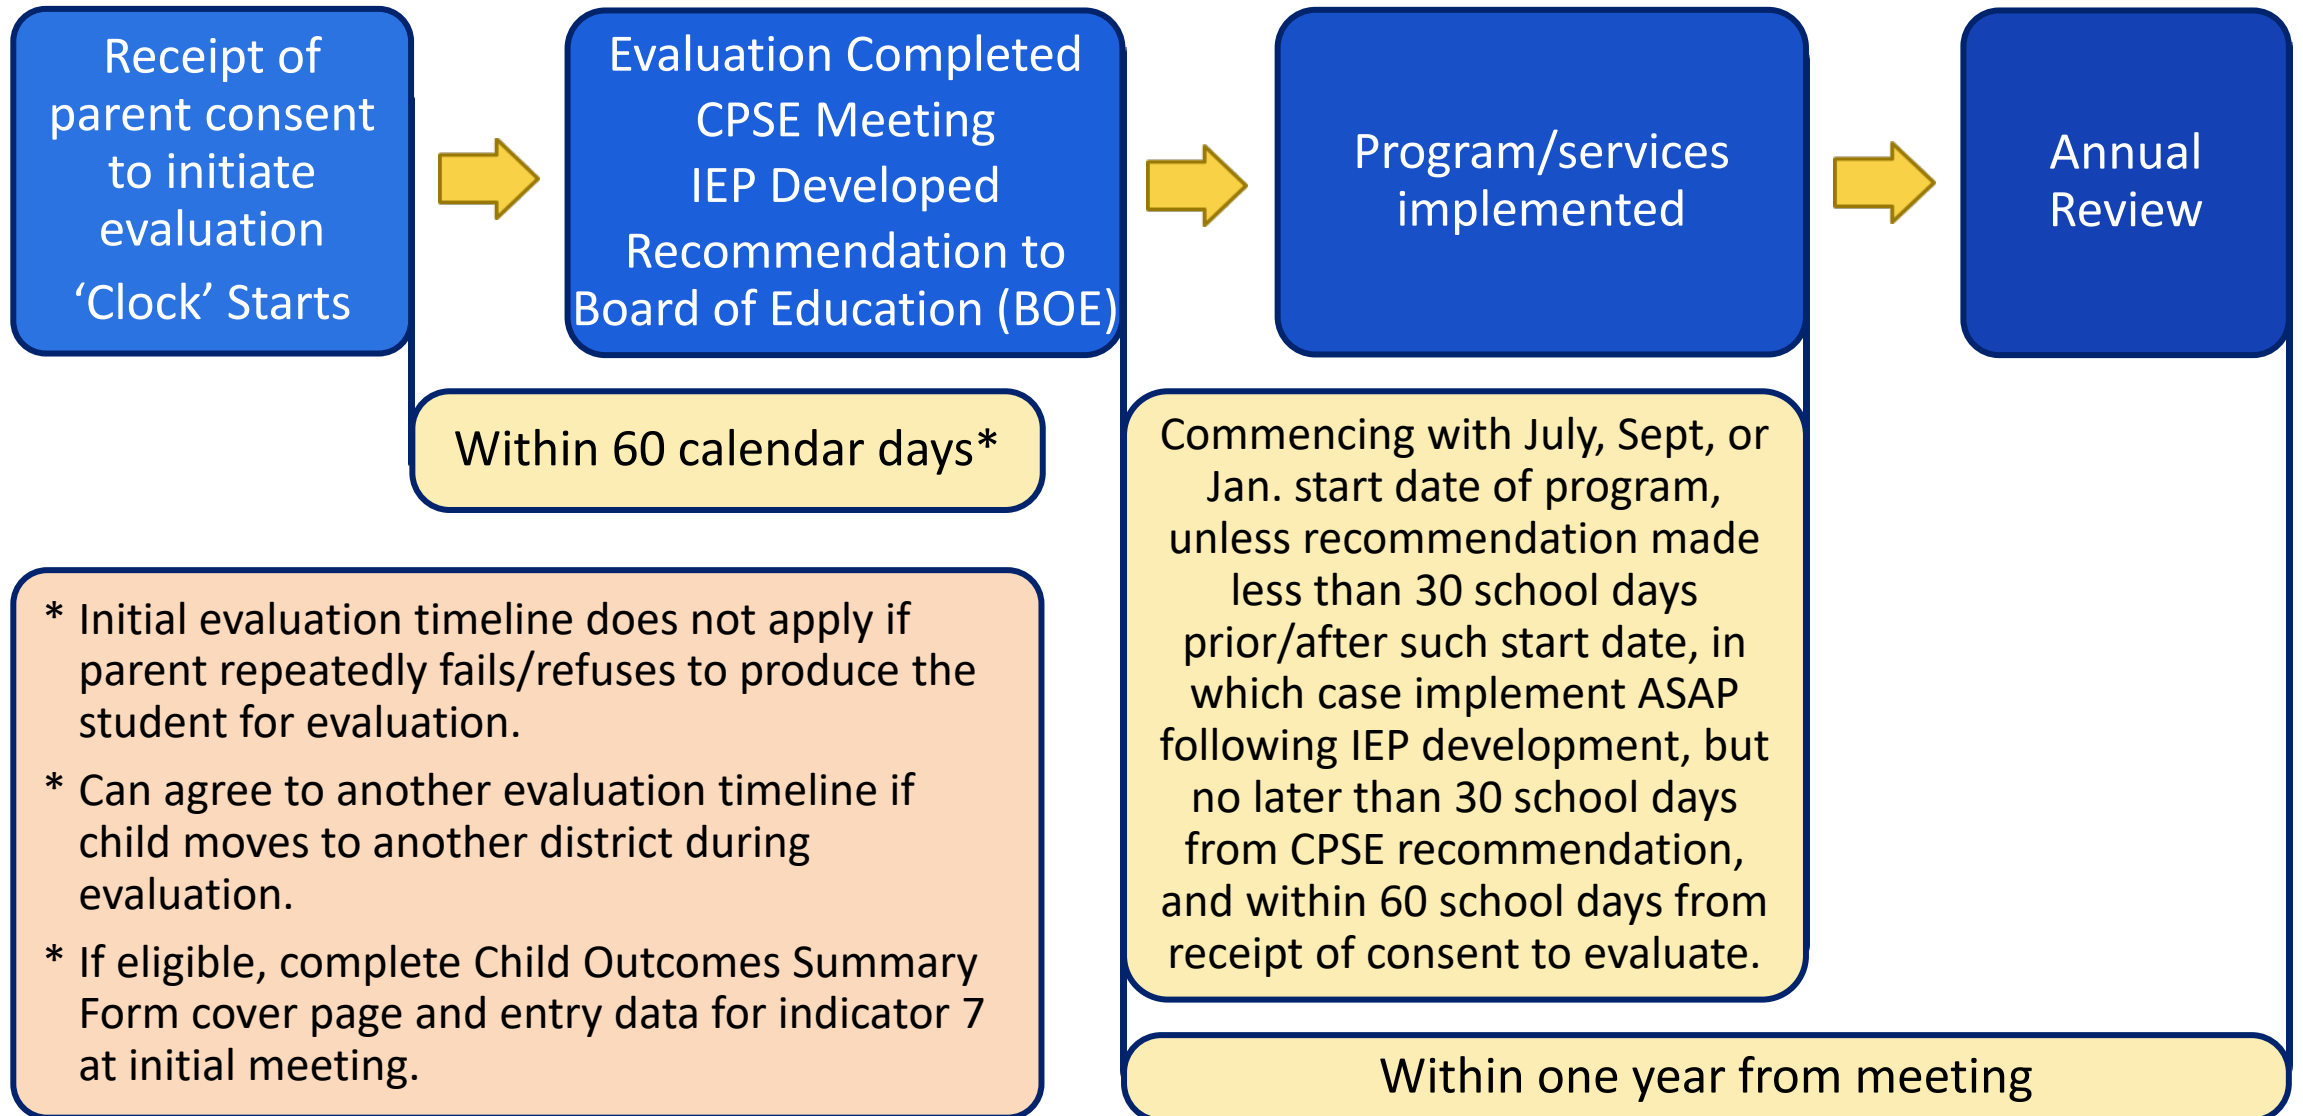 Receipt of
parent consent
to initiate
evaluation
‘Clock’ Starts
Evaluation Completed
CPSE Meeting
IEP Developed
Recommendation to
Board of Education (BOE)
Program/services
implemented
Annual
Review
Within 60 calendar days*
Commencing with July, Sept, or
Jan. start date of program,
unless recommendation made
less than 30 school days
prior/after such start date, in
which case implement ASAP
following IEP development, but
no later than 30 school days
from CPSE recommendation,
and within 60 school days from
receipt of consent to evaluate.
* Initial evaluation timeline does not apply if
parent repeatedly fails/refuses to produce the
student for evaluation.
* Can agree to another evaluation timeline if
child moves to another district during
evaluation.
* If eligible, complete Child Outcomes Summary
Form cover page and entry data for indicator 7
at initial meeting.
Within one year from meeting